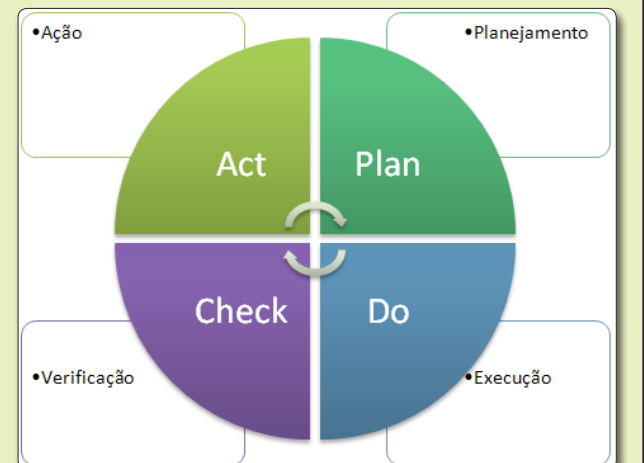 •Ação
•Planejamento
Act
Plan
Check
Do
•Verificação
•Execução